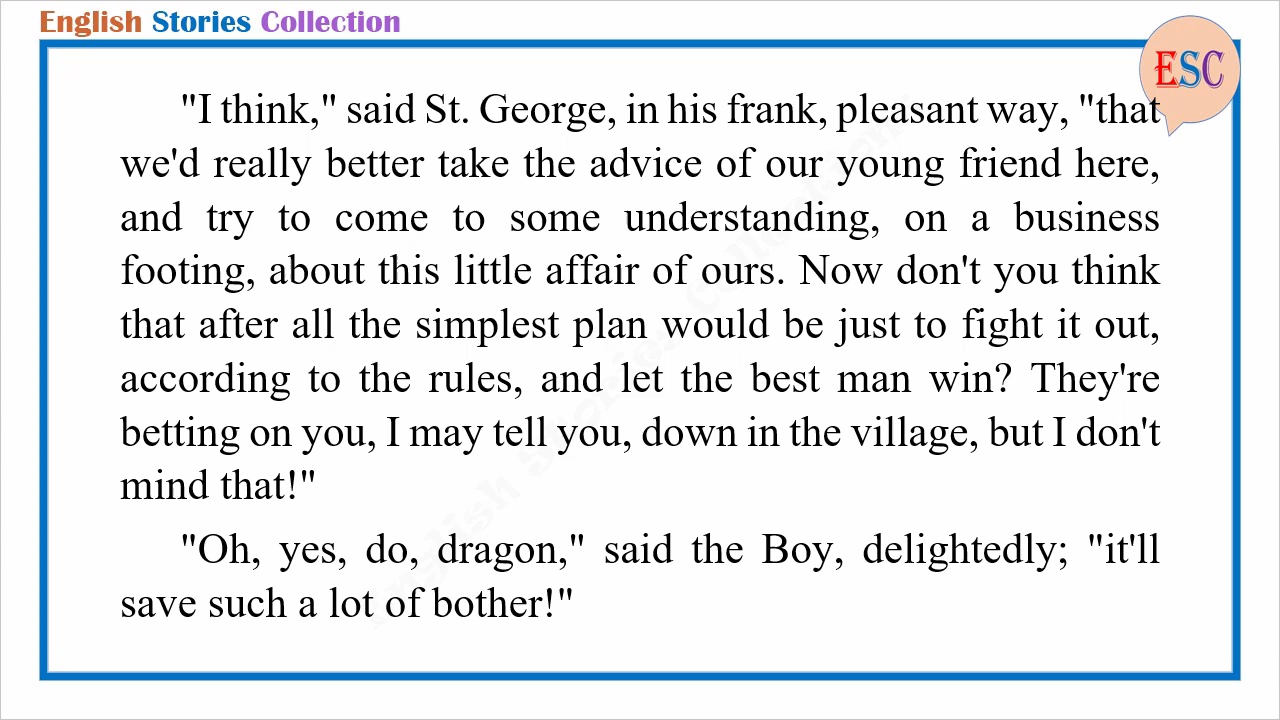 English Stories Collection
ESC
"I think," said St. George, in his frank, pleasant way, "that
we'd really better take the advice of our young friend here,
and try to come to some understanding, on a business
footing, about this little affair of ours. Now don't you think
that after all the simplest plan would be just to fight it out,
according to the rules, and let the best man win? They're
betting on you, I may tell you, down in the village, but I don't
mind that!"
"Oh, yes, do, dragon," said the Boy, delightedly; "it'll
save such a lot of bother!"
English Stories Collection